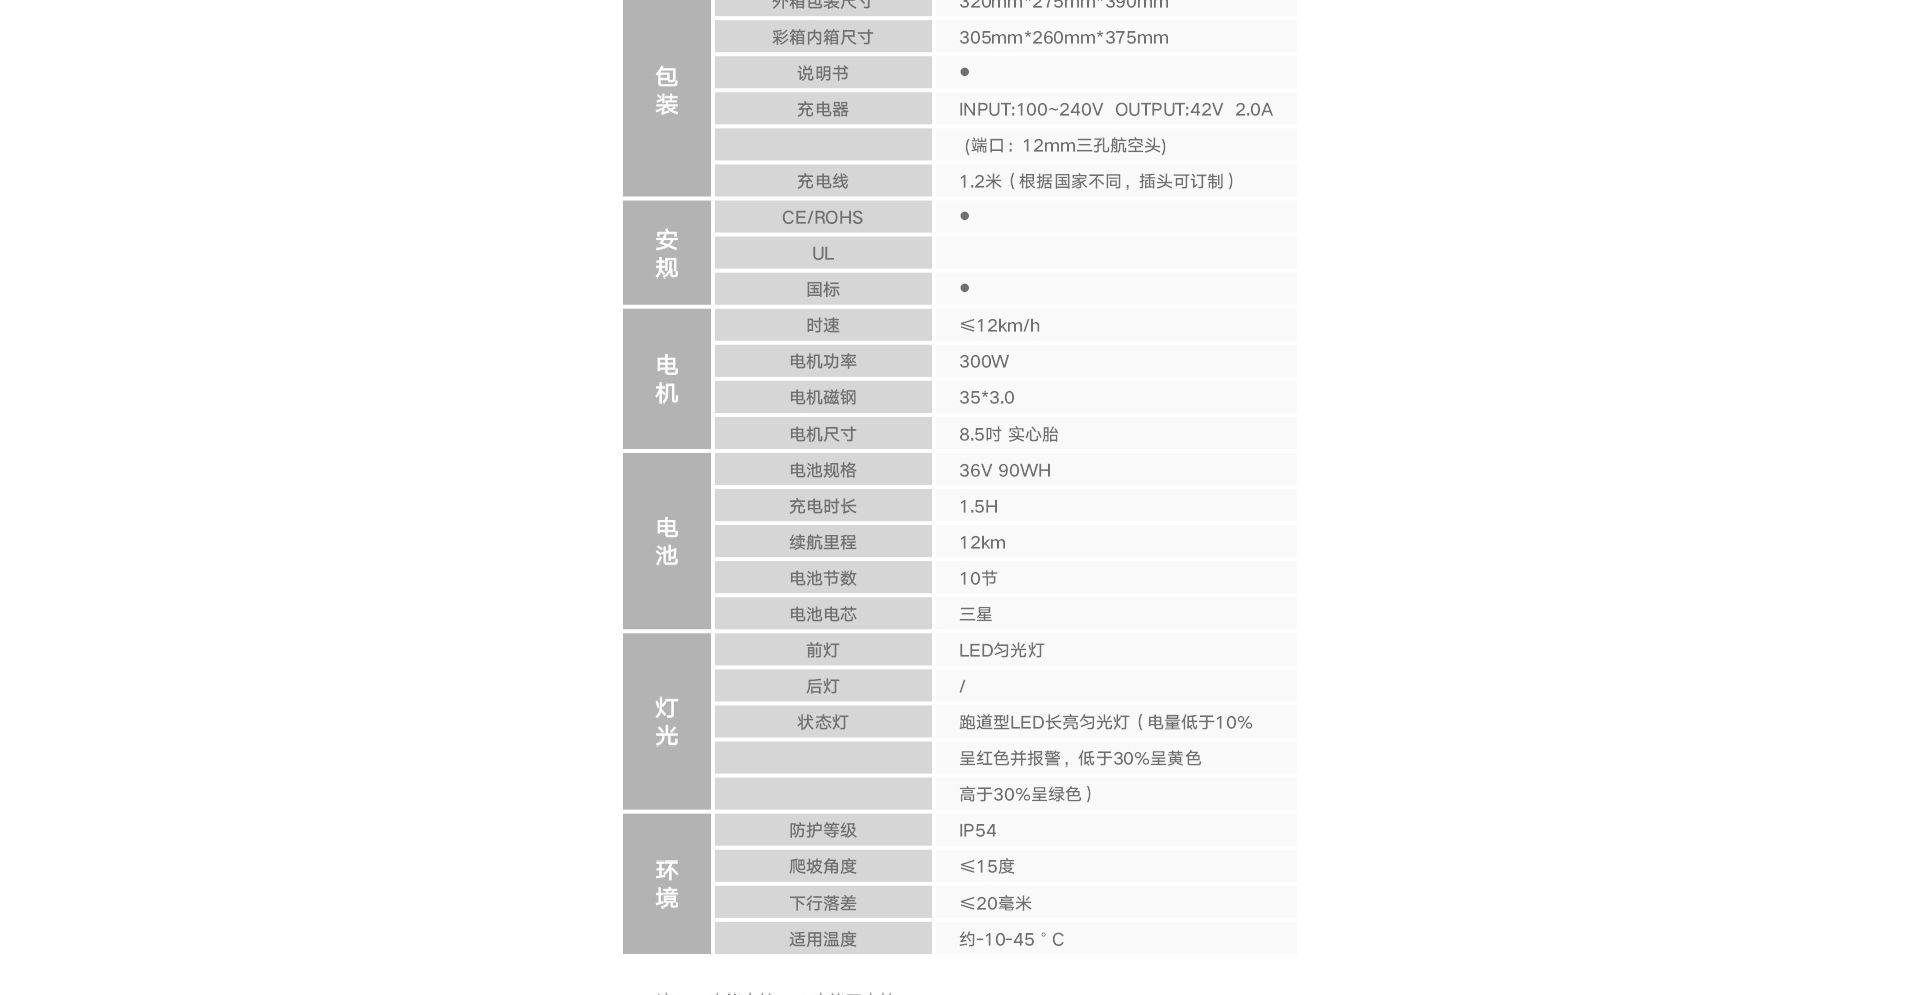 外箱包装尺寸 320mm*275mm*390mm
彩箱内箱尺寸 305mm*260mm*375mm
包装
说明书 ●
充电器 INPUT:100~240V OUTPUT:42V 2.0A
(端口：12mm三孔航空头)
充电线 1.2米（根据国家不同，插头可订制）
安规
CE/ROHS ●
UL
国标 ●
电机
时速 ≤12km/h
电机功率 300W
电机磁钢 35*3.0
电机尺寸 8.5吋 实心胎
电池
电池规格 36V 90WH
充电时长 1.5H
续航里程 12km
电池节数 10节
电池电芯 三星
灯光
前灯 LED匀光灯
后灯 /
状态灯 跑道型LED长亮匀光灯（电量低于10%
呈红色并报警，低于30%呈黄色
高于30%呈绿色）
环境
防护等级 IP54
爬坡角度 ≤15度
下行落差 ≤20毫米
适用温度 约-10-45°C